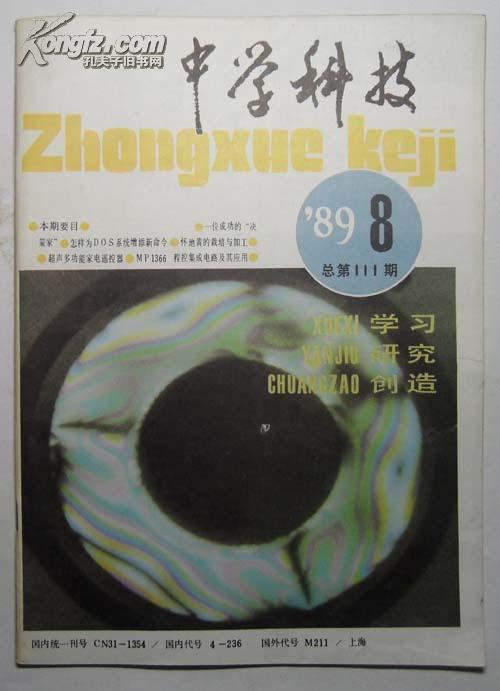 Kongfz.com
孔夫子旧书网
中学科技
Zhongxue keji
'89 8
总第111期
本期要目 一位成功的“决
策家” 怎样为DOS系统增添新命令 怀地黄的栽培与加工
超声多功能家电遥控器 MP1366 程控集成电路及其应用
XUEXI 学习
YANJIU 研究
CHUANGZAO 创造
国内统一刊号 CN31-1354 / 国内代号 4-236 国外代号 M211 / 上海